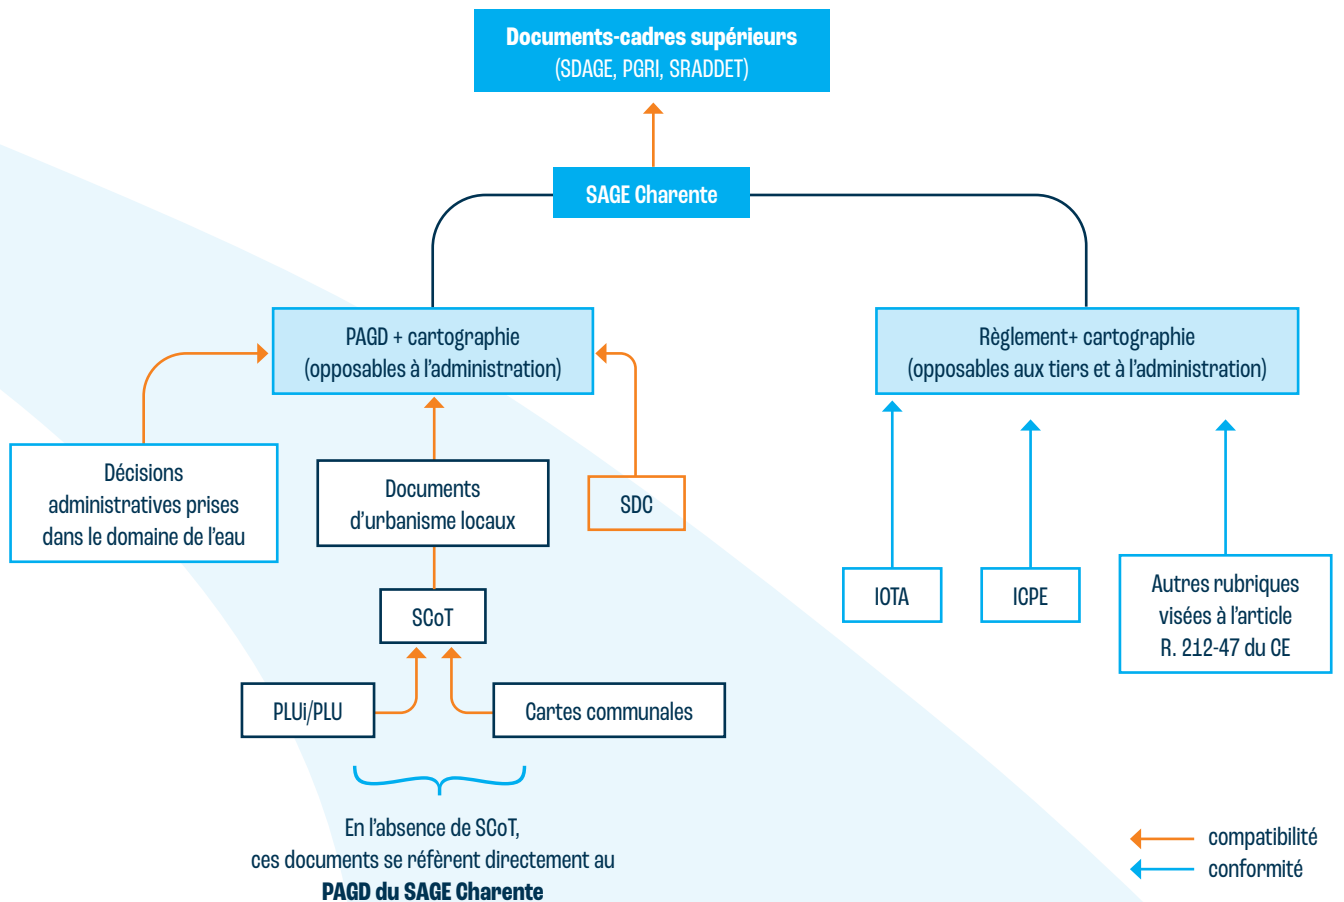 Documents-cadres supérieurs
(SDAGE, PGRI, SRADDET)
SAGE Charente
PAGD + cartographie
(opposables à l'administration)
Règlement+ cartographie
(opposables aux tiers et à l'administration)
Décisions
administratives prises
dans le domaine de l'eau
Documents
d'urbanisme locaux
SDC
SCoT
PLUi/PLU
Cartes communales
En l'absence de SCoT,
ces documents se réfèrent directement au
PAGD du SAGE Charente
IOTA
ICPE
Autres rubriques
visées à l'article
R. 212-47 du CE
compatibilité
conformité